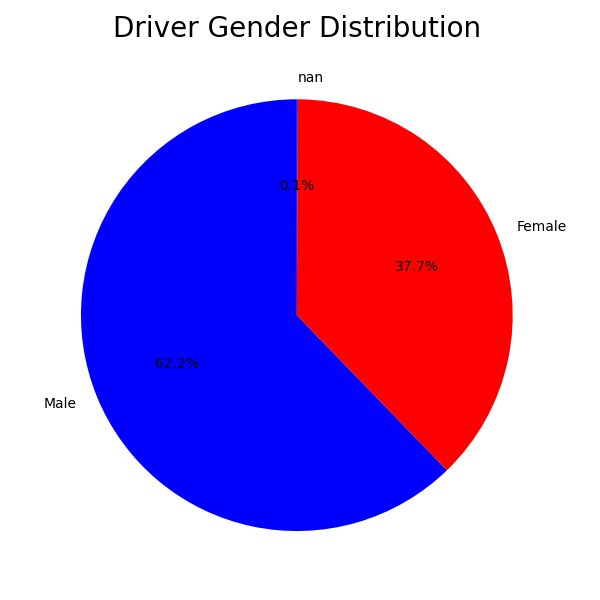 Driver Gender Distribution
nan
0.1%
Female
37.7%
62.2%
Male